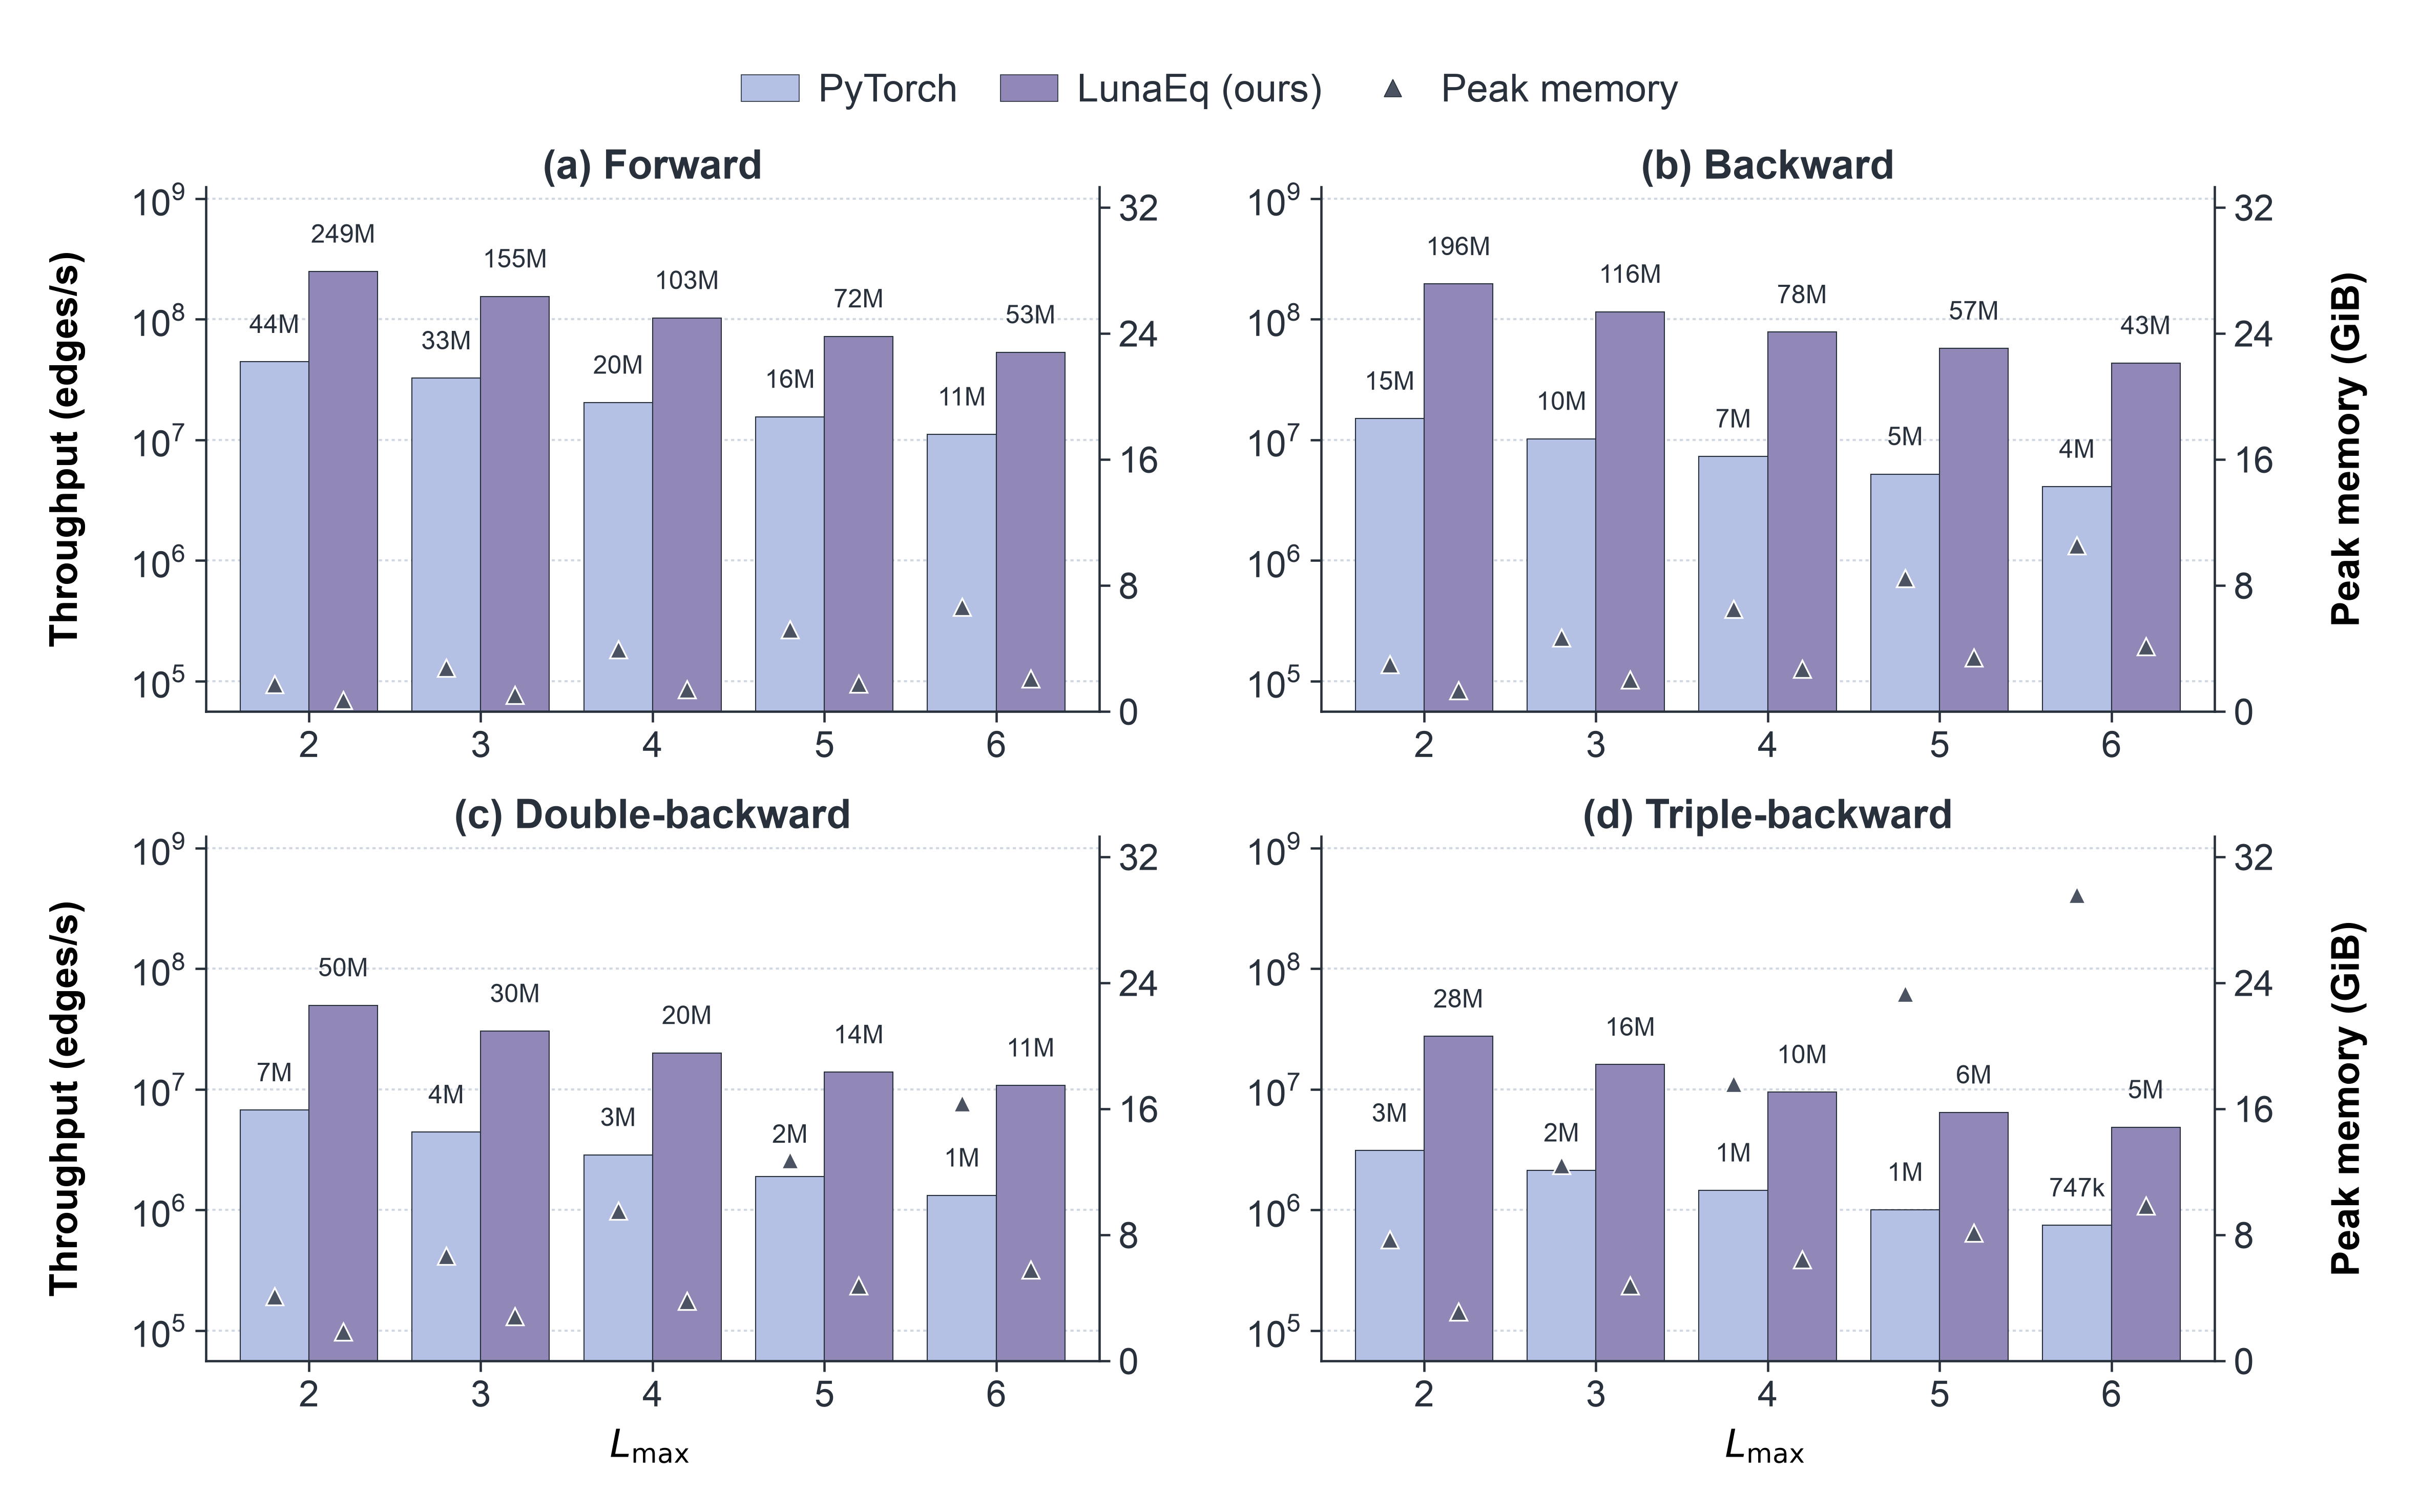 PyTorch LunaEq (ours) Peak memory
(a) Forward
Throughput (edges/s)
10^9
10^8
10^7
10^6
10^5
44M 249M 33M 155M 20M 103M 16M 72M 11M 53M
32
24
16
8
0
2 3 4 5 6
(b) Backward
10^9
10^8
10^7
10^6
10^5
15M 196M 10M 116M 7M 78M 5M 57M 4M 43M
32
24
16
8
0
Peak memory (GiB)
2 3 4 5 6
(c) Double-backward
Throughput (edges/s)
10^9
10^8
10^7
10^6
10^5
7M 50M 4M 30M 3M 20M 2M 14M 1M 11M
32
24
16
8
0
2 3 4 5 6
L_max
(d) Triple-backward
10^9
10^8
10^7
10^6
10^5
3M 28M 2M 16M 1M 10M 1M 6M 747k 5M
32
24
16
8
0
Peak memory (GiB)
2 3 4 5 6
L_max